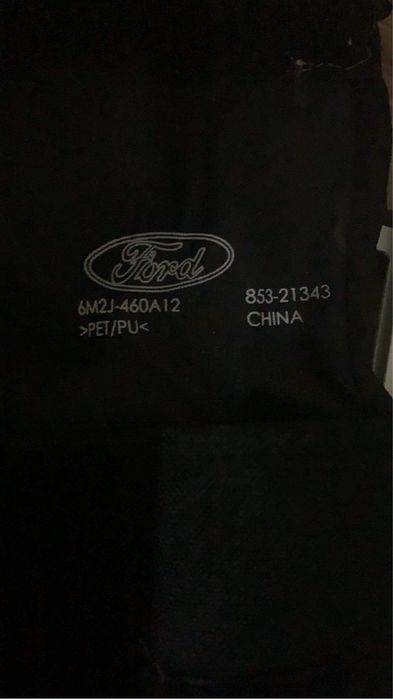 Ford
6M2J-460A12
>PET/PU<
853-21343
CHINA